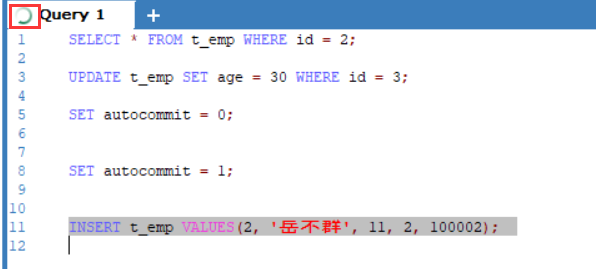 Query 1 +
1 SELECT * FROM t_emp WHERE id = 2;
2
3 UPDATE t_emp SET age = 30 WHERE id = 3;
4
5 SET autocommit = 0;
6
7
8 SET autocommit = 1;
9
10
11 INSERT t_emp VALUES(2, '岳不群', 11, 2, 100002);
12